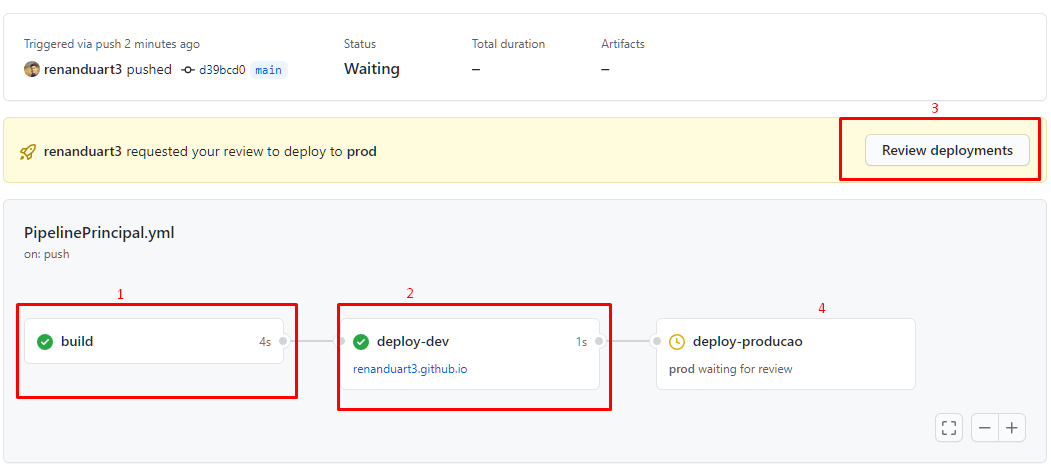 Triggered via push 2 minutes ago
renanduart3 pushed d39bcd0 main
Status
Waiting
Total duration
–
Artifacts
–
3
renanduart3 requested your review to deploy to prod
Review deployments
PipelinePrincipal.yml
on: push
1
build 4s
2
deploy-dev 1s
renanduart3.github.io
4
deploy-producao
prod waiting for review